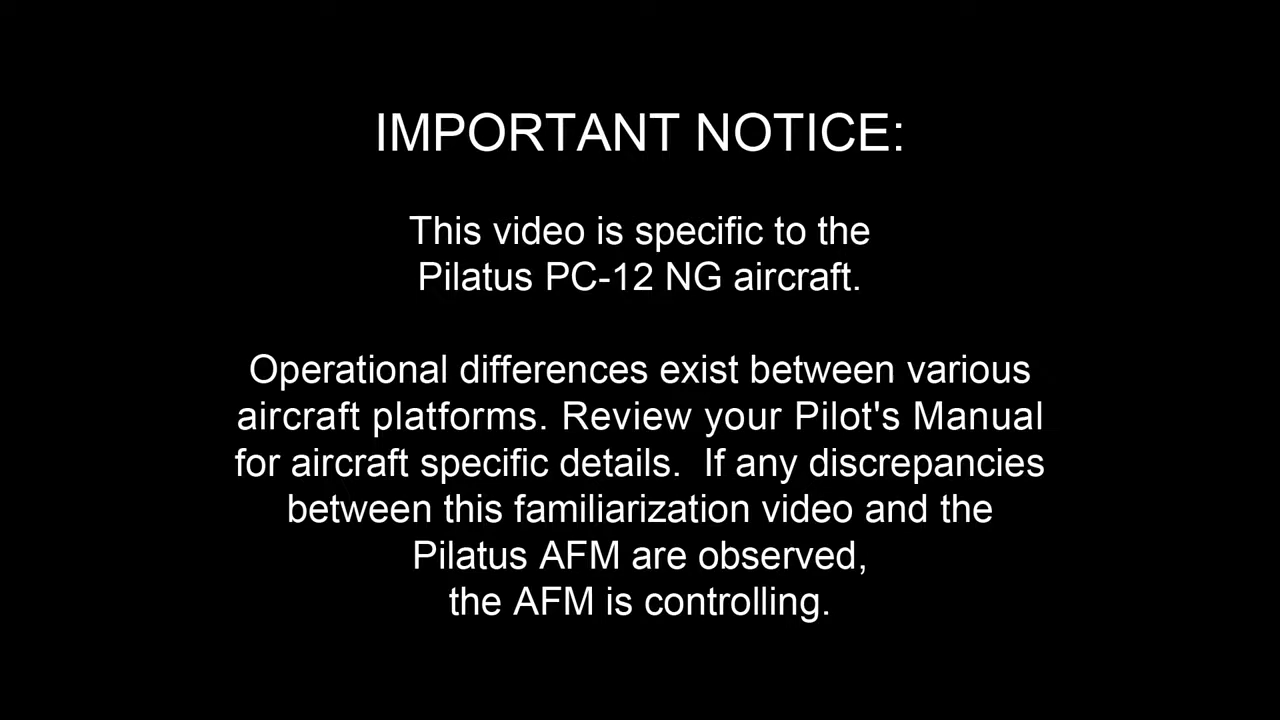 IMPORTANT NOTICE:
This video is specific to the
Pilatus PC-12 NG aircraft.
Operational differences exist between various
aircraft platforms. Review your Pilot's Manual
for aircraft specific details.  If any discrepancies
between this familiarization video and the
Pilatus AFM are observed,
the AFM is controlling.